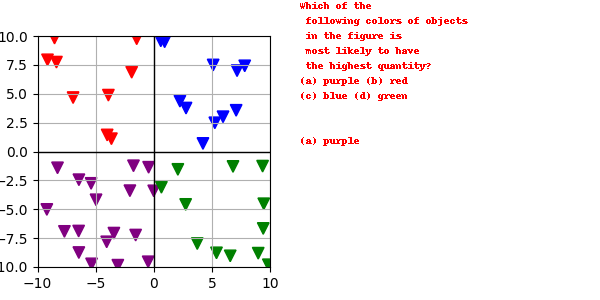 Which of the
following colors of objects
in the figure is
most likely to have
the highest quantity?
(a) purple (b) red
(c) blue (d) green
(a) purple
10.0
7.5
5.0
2.5
0.0
−2.5
−5.0
−7.5
10.0
−10 −5 0 5 10